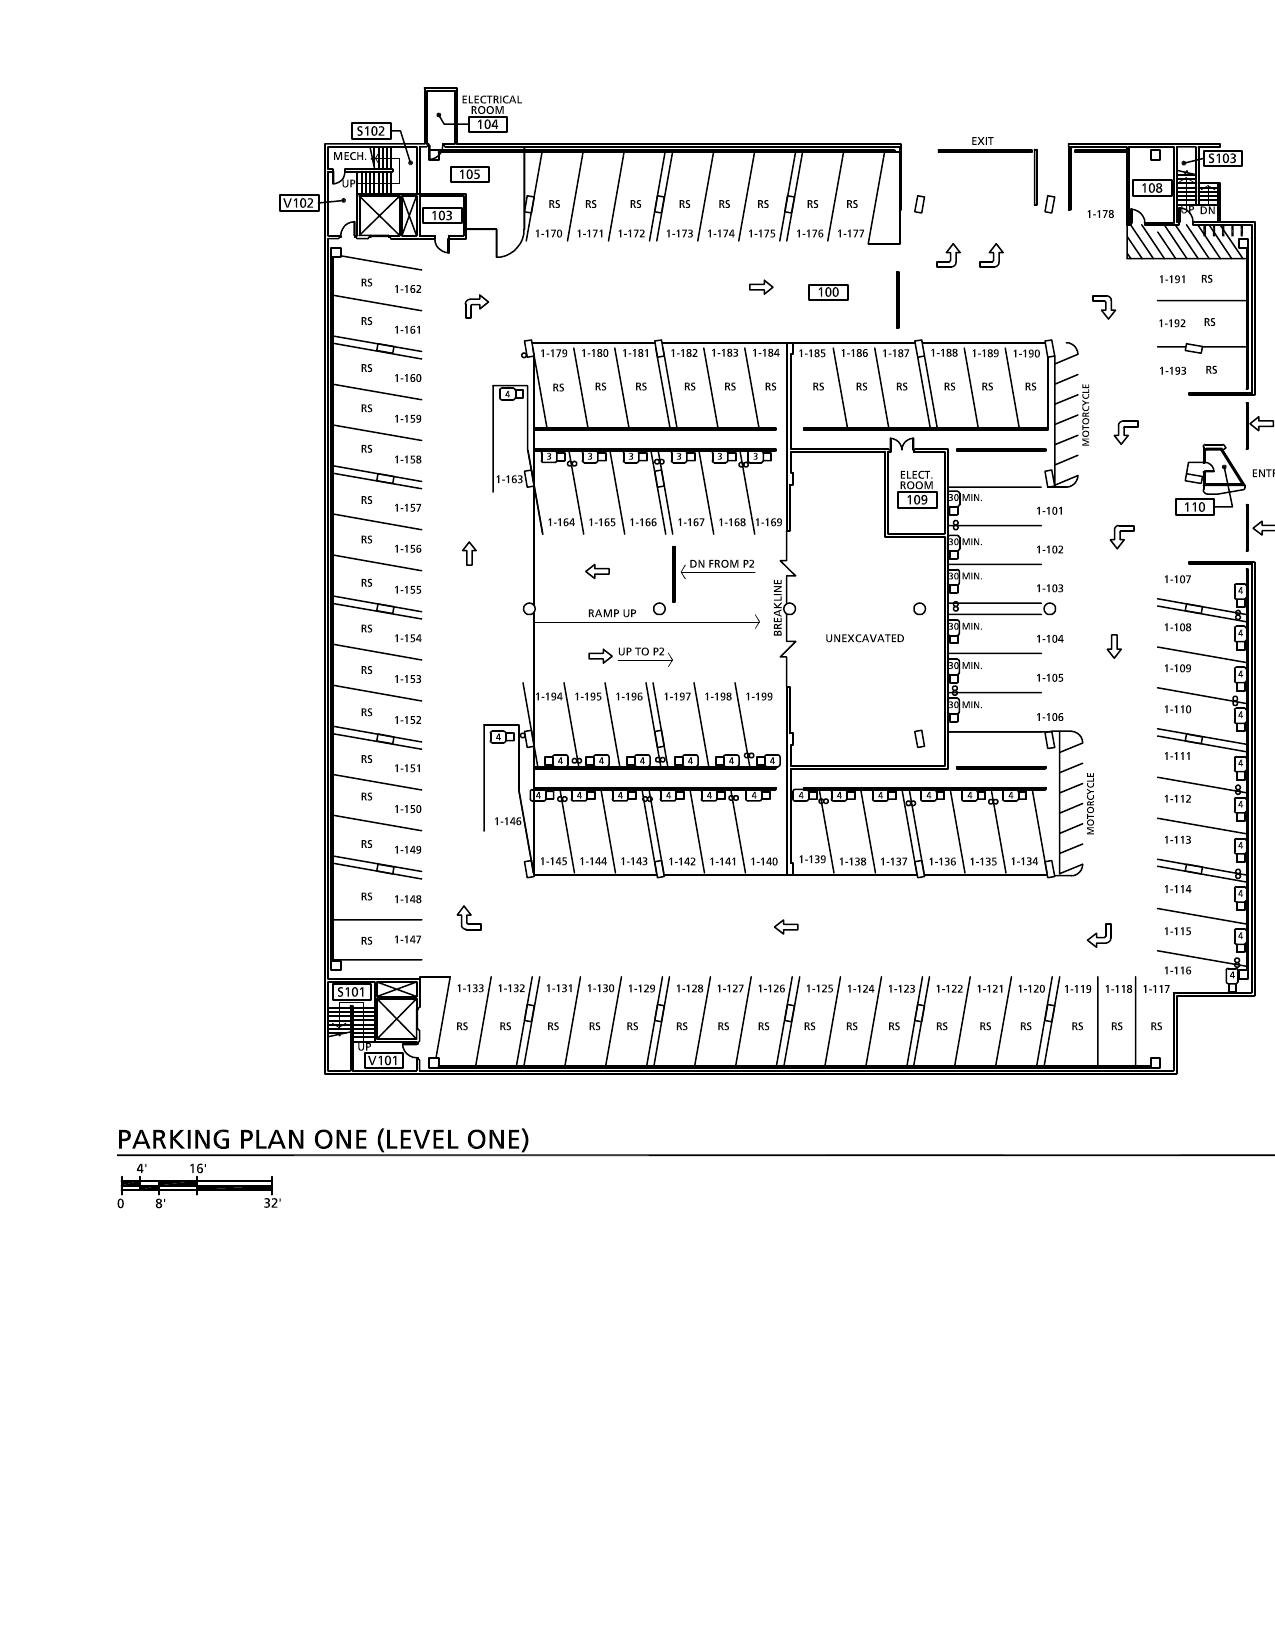 ELECTRICAL
ROOM
104
S102
EXIT
MECH.
105
S103
UP
V102
103
108
UP DN
RS RS RS RS RS RS RS RS
1-178
1-170 1-171 1-172 1-173 1-174 1-175 1-176 1-177
RS 1-162
1-191 RS
100
RS 1-161
1-192 RS
1-179 1-180 1-181 1-182 1-183 1-184 1-185 1-186 1-187 1-188 1-189 1-190
RS 1-160
1-193 RS
RS RS RS RS RS RS RS RS RS RS RS RS
4
MOTORCYCLE
RS 1-159
RS 1-158
3 3 3 3 3 3
1-163
ELECT.
ROOM
109
RS 1-157
30 MIN.
1-101
110
1-164 1-165 1-166 1-167 1-168 1-169
RS 1-156
30 MIN.
1-102
DN FROM P2
RS 1-155
30 MIN.
1-103
1-107
4
BREAKLINE
RAMP UP
RS 1-154
UNEXCAVATED
30 MIN.
1-104
1-108
4
UP TO P2
RS 1-153
30 MIN.
1-105
1-109
4
1-194 1-195 1-196 1-197 1-198 1-199
RS 1-152
30 MIN.
1-106
1-110
4
4
RS 1-151
4 4 4 4 4 4
1-111
4
4 4 4 4 4 4 4 4 4 4 4 4
MOTORCYCLE
RS 1-150
1-112
4
1-146
RS 1-149
1-113
4
1-145 1-144 1-143 1-142 1-141 1-140 1-139 1-138 1-137 1-136 1-135 1-134
RS 1-148
1-114
4
RS 1-147
1-115
4
1-116
4
S101
1-133 1-132 1-131 1-130 1-129 1-128 1-127 1-126 1-125 1-124 1-123 1-122 1-121 1-120 1-119 1-118 1-117
RS RS RS RS RS RS RS RS RS RS RS RS RS RS RS RS RS
UP
V101
PARKING PLAN ONE (LEVEL ONE)
4' 16'
0 8' 32'